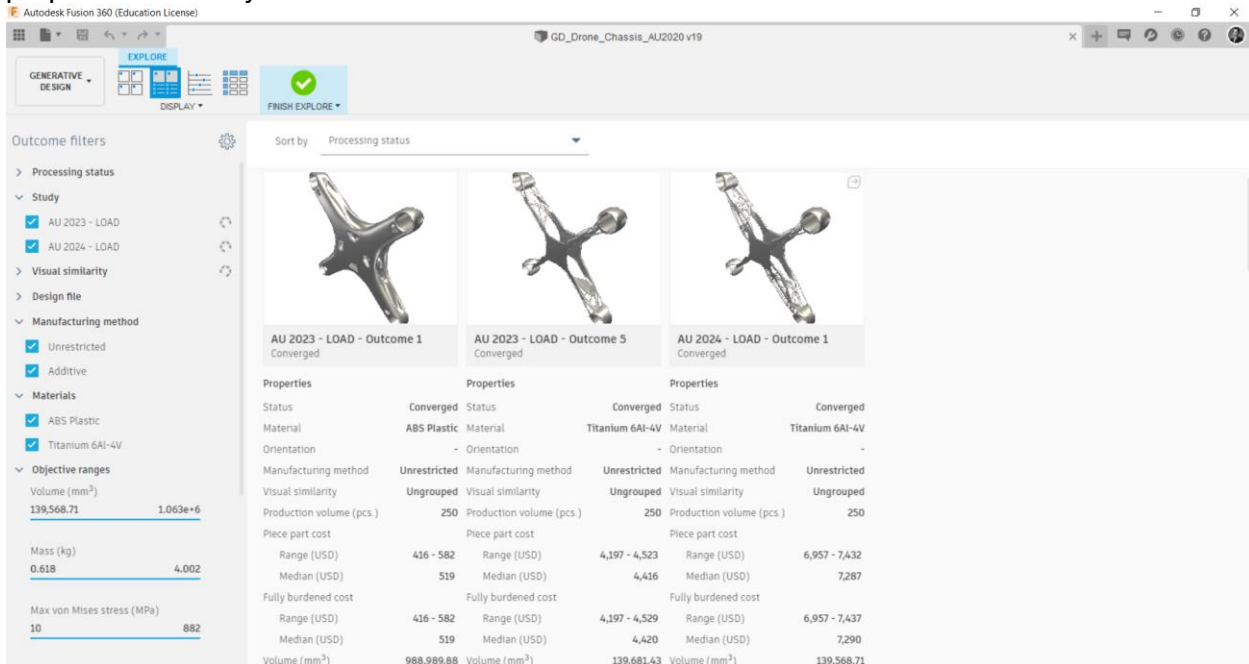 Autodesk Fusion 360 (Education License)
GD_Drone_Chassis_AU2020 v19
EXPLORE
GENERATIVE DESIGN
DISPLAY
FINISH EXPLORE
Outcome filters
Sort by Processing status
Processing status
Study
AU 2023 - LOAD
AU 2024 - LOAD
Visual similarity
Design file
Manufacturing method
Unrestricted
Additive
Materials
ABS Plastic
Titanium 6Al-4V
Objective ranges
Volume (mm³)
139,568.71 1.063e+6
Mass (kg)
0.618 4.002
Max von Mises stress (MPa)
10 882
AU 2023 - LOAD - Outcome 1
Converged
Properties
Status Converged
Material ABS Plastic
Orientation -
Manufacturing method Unrestricted
Visual similarity Ungrouped
Production volume (pcs.) 250
Piece part cost
Range (USD) 416 - 582
Median (USD) 519
Fully burdened cost
Range (USD) 416 - 582
Median (USD) 519
Volume (mm³) 988,989.88
AU 2023 - LOAD - Outcome 5
Converged
Properties
Status Converged
Material Titanium 6Al-4V
Orientation -
Manufacturing method Unrestricted
Visual similarity Ungrouped
Production volume (pcs.) 250
Piece part cost
Range (USD) 4,197 - 4,523
Median (USD) 4,416
Fully burdened cost
Range (USD) 4,197 - 4,529
Median (USD) 4,420
Volume (mm³) 139,681.43
AU 2024 - LOAD - Outcome 1
Converged
Properties
Status Converged
Material Titanium 6Al-4V
Orientation -
Manufacturing method Unrestricted
Visual similarity Ungrouped
Production volume (pcs.) 250
Piece part cost
Range (USD) 6,957 - 7,432
Median (USD) 7,287
Fully burdened cost
Range (USD) 6,957 - 7,437
Median (USD) 7,290
Volume (mm³) 139,568.71